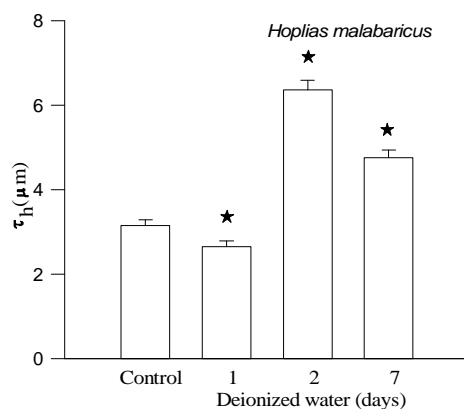 Hoplias malabaricus
8
6
4
2
0
τh(μm)
Control 1 2 7
Deionized water (days)